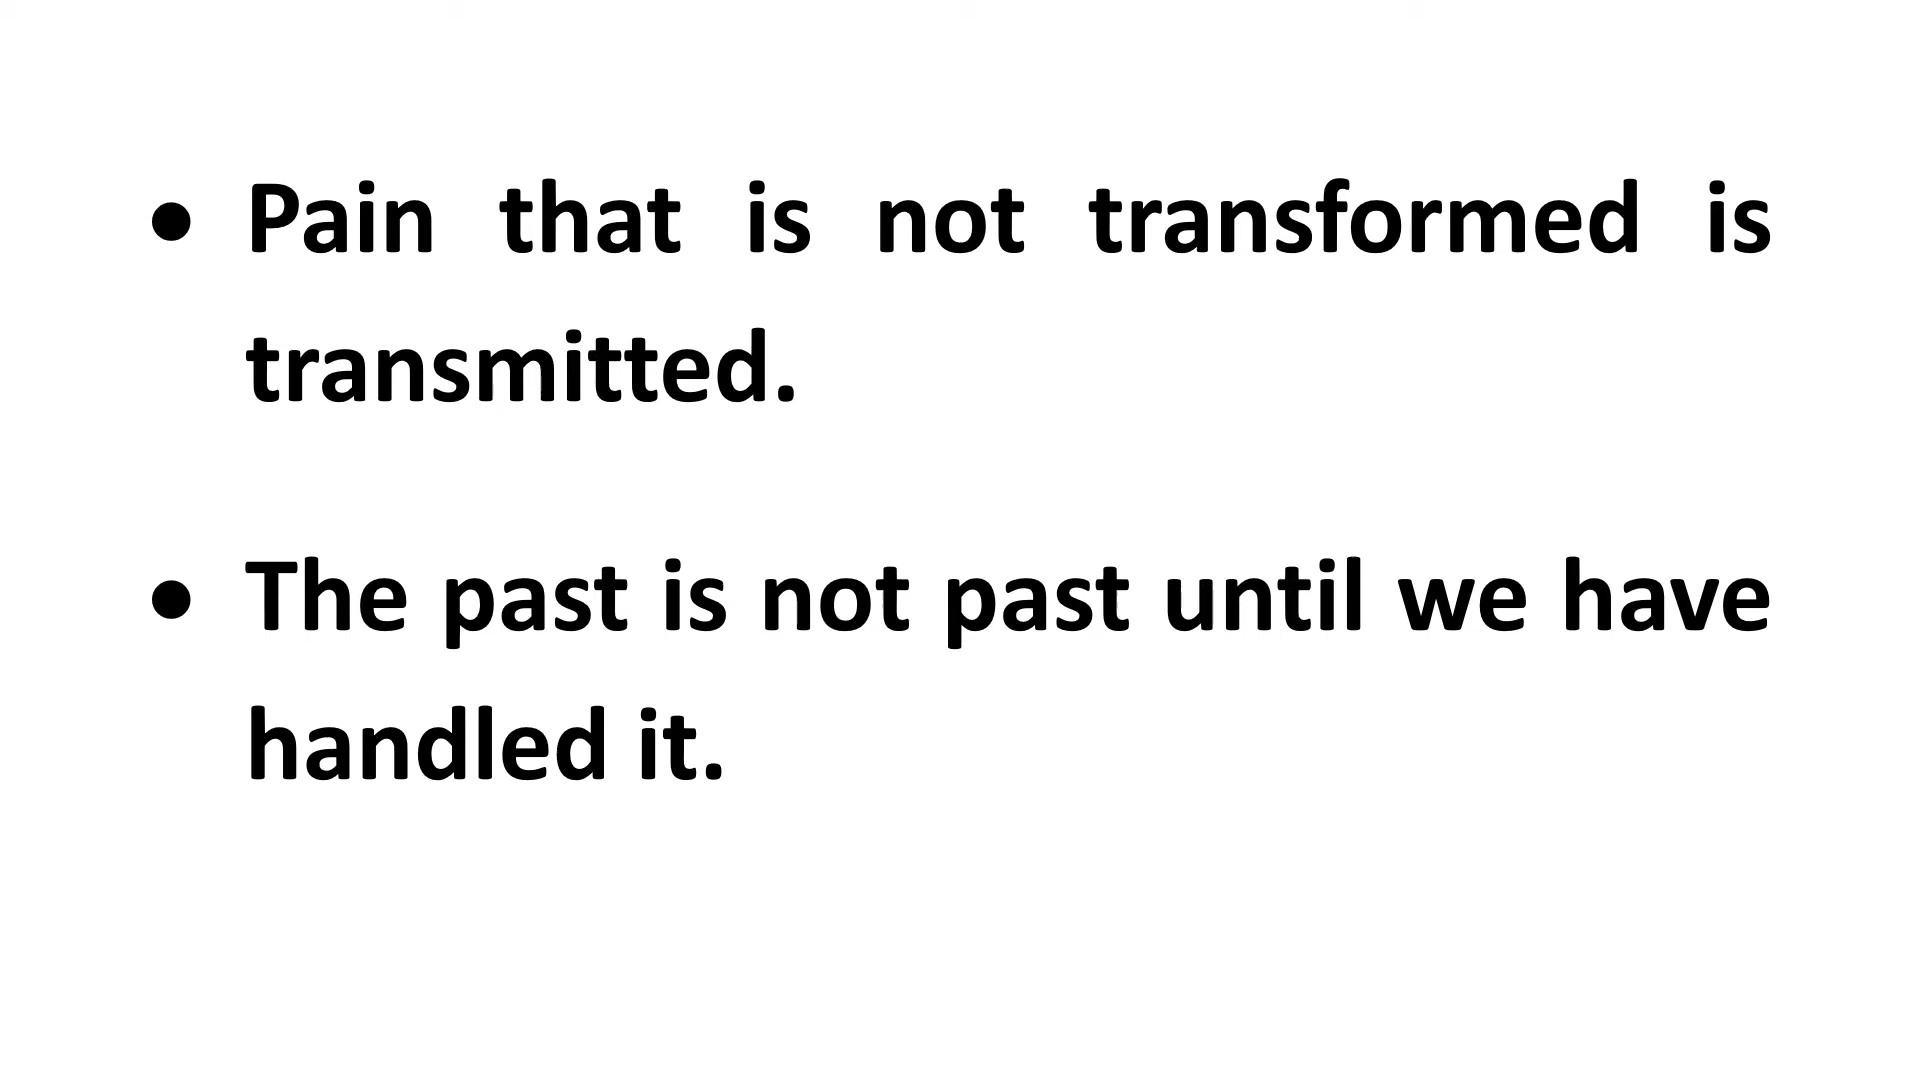 • Pain that is not transformed is
transmitted.
• The past is not past until we have
handled it.